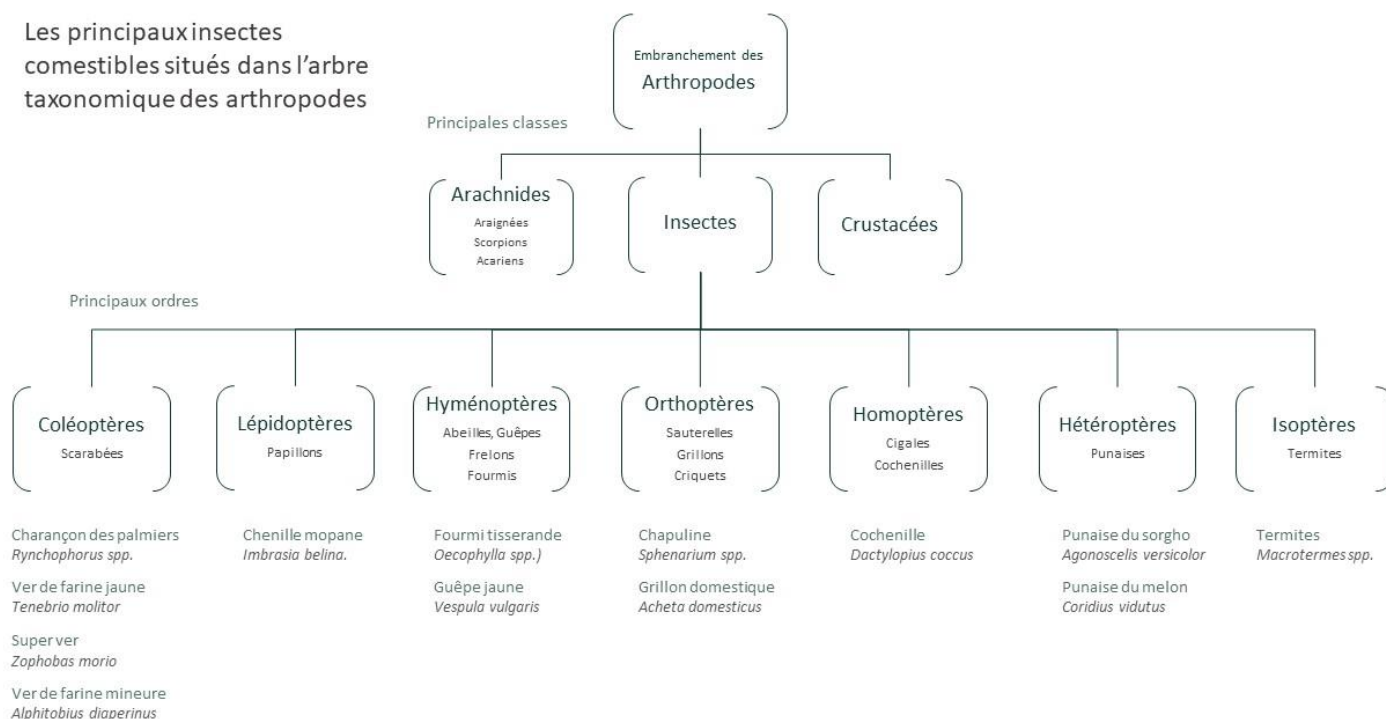 Les principaux insectes
comestibles situés dans l'arbre
taxonomique des arthropodes
Embranchement des
Arthropodes
Principales classes
Arachnides
Araignées
Scorpions
Acariens
Insectes
Crustacées
Principaux ordres
Coléoptères
Scarabées
Lépidoptères
Papillons
Hyménoptères
Abeilles, Guêpes
Frelons
Fourmis
Orthoptères
Sauterelles
Grillons
Criquets
Homoptères
Cigales
Cochenilles
Hétéroptères
Punaises
Isoptères
Termites
Charançon des palmiers
Rynchophorus spp.
Ver de farine jaune
Tenebrio molitor
Super ver
Zophobas morio
Ver de farine mineure
Alphitobius diaperinus
Chenille mopane
Imbrasia belina.
Fourmi tisserande
Oecophylla spp.)
Guêpe jaune
Vespula vulgaris
Chapuline
Sphenarium spp.
Grillon domestique
Acheta domesticus
Cochenille
Dactylopius coccus
Punaise du sorgho
Agonoscelis versicolor
Punaise du melon
Coridius vidutus
Termites
Macrotermes spp.